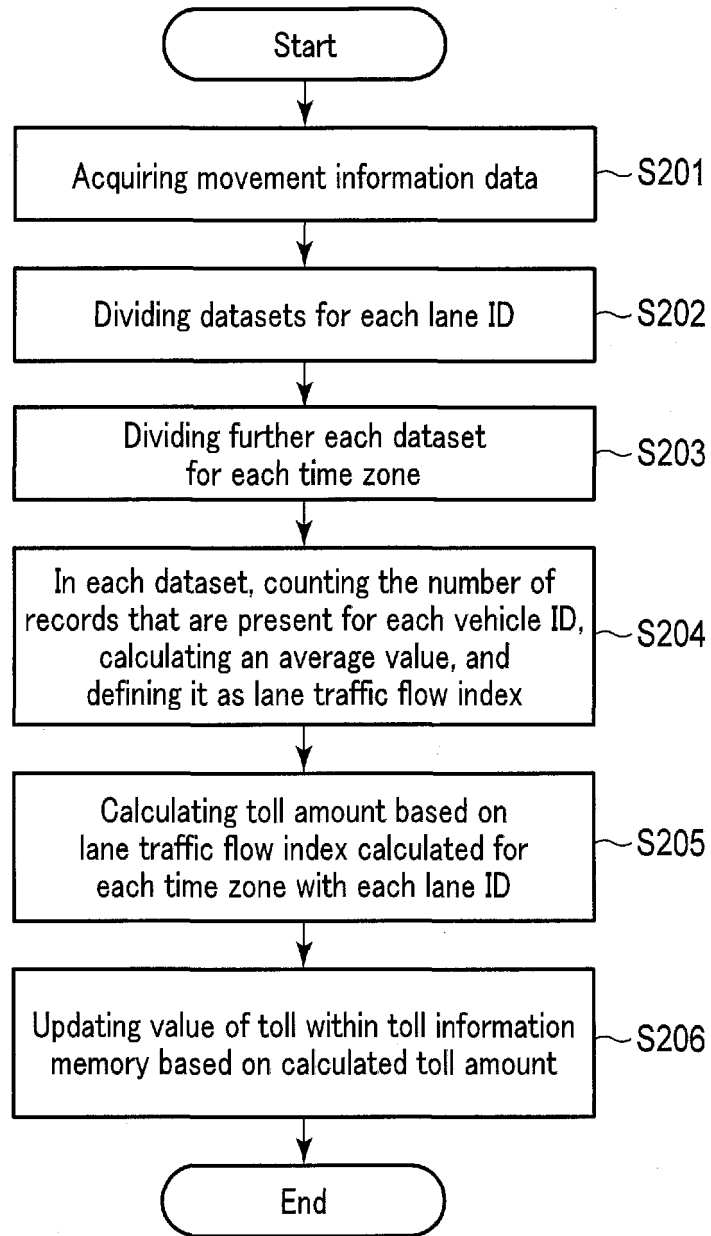 Start
Acquiring movement information data
S201
Dividing datasets for each lane ID
S202
Dividing further each dataset
for each time zone
S203
In each dataset, counting the number of
records that are present for each vehicle ID,
calculating an average value, and
defining it as lane traffic flow index
S204
Calculating toll amount based on
lane traffic flow index calculated for
each time zone with each lane ID
S205
Updating value of toll within toll information
memory based on calculated toll amount
S206
End